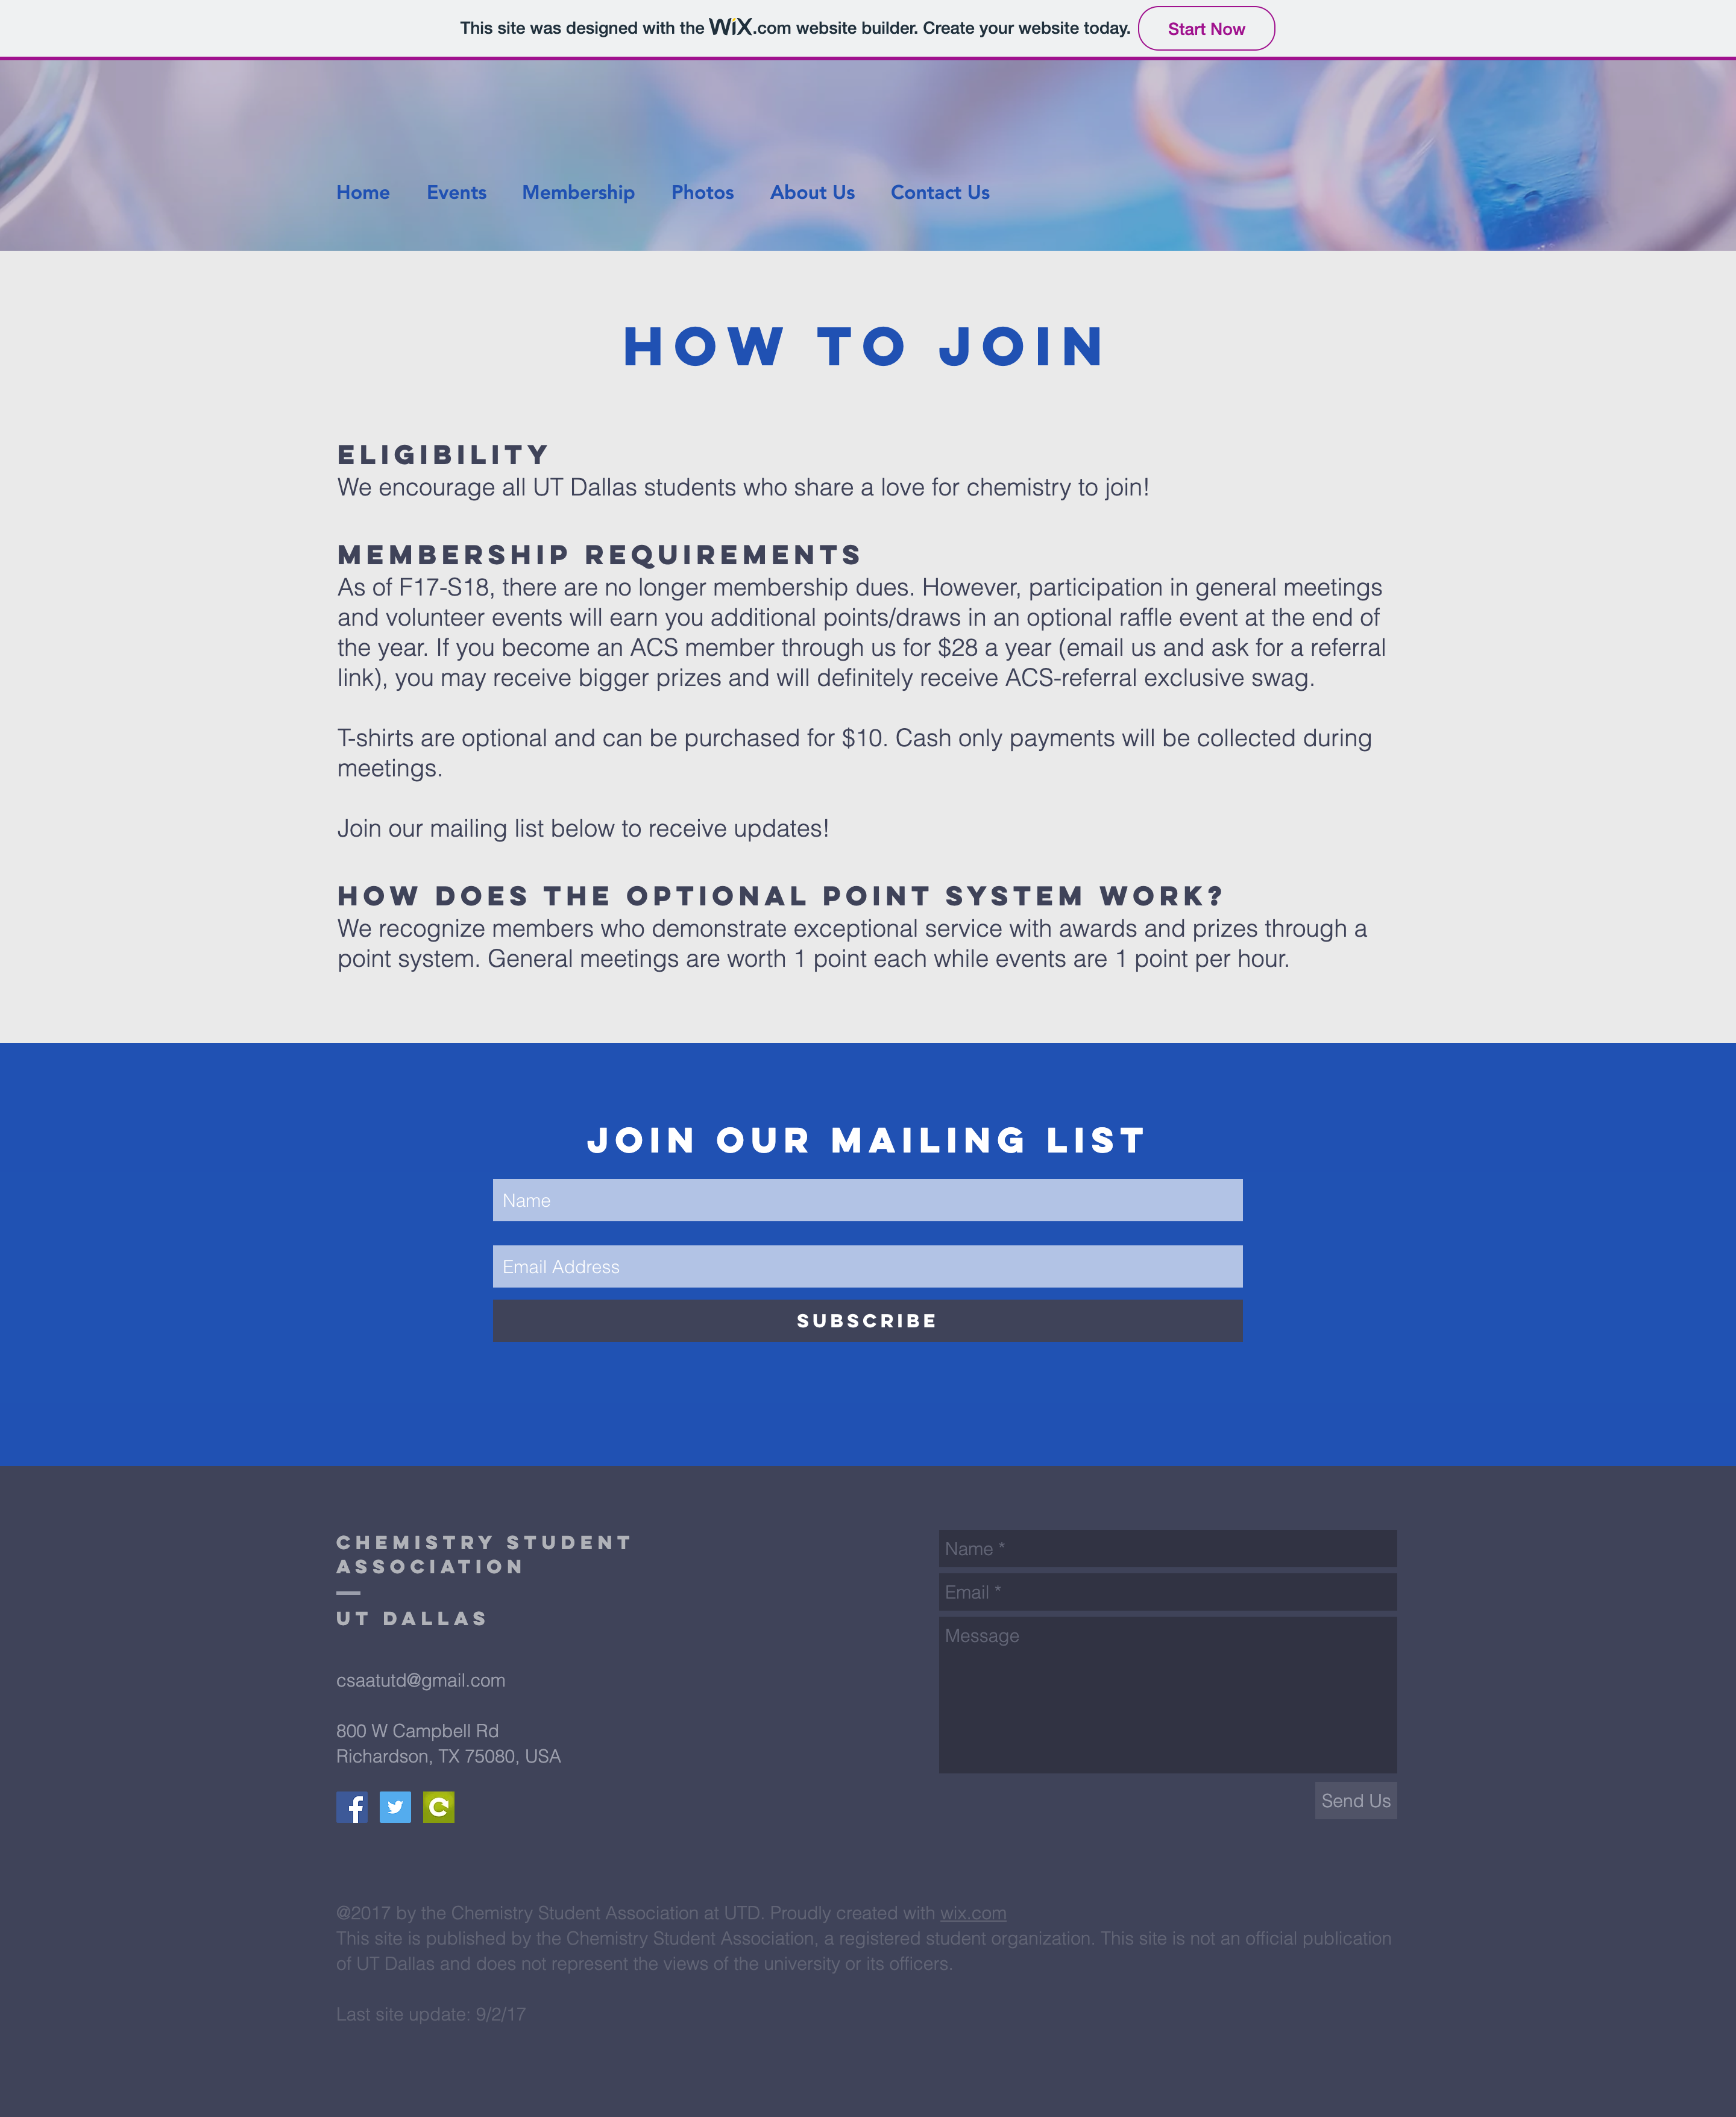 This site was designed with the WiX.com website builder. Create your website today. Start Now
Home Events Membership Photos About Us Contact Us
HOW TO JOIN
ELIGIBILITY
We encourage all UT Dallas students who share a love for chemistry to join!
MEMBERSHIP REQUIREMENTS
As of F17-S18, there are no longer membership dues. However, participation in general meetings
and volunteer events will earn you additional points/draws in an optional raffle event at the end of
the year. If you become an ACS member through us for $28 a year (email us and ask for a referral
link), you may receive bigger prizes and will definitely receive ACS-referral exclusive swag.
T-shirts are optional and can be purchased for $10. Cash only payments will be collected during
meetings.
Join our mailing list below to receive updates!
HOW DOES THE OPTIONAL POINT SYSTEM WORK?
We recognize members who demonstrate exceptional service with awards and prizes through a
point system. General meetings are worth 1 point each while events are 1 point per hour.
JOIN OUR MAILING LIST
Name
Email Address
SUBSCRIBE
CHEMISTRY STUDENT
ASSOCIATION
UT DALLAS
csaatutd@gmail.com
800 W Campbell Rd
Richardson, TX 75080, USA
Name *
Email *
Message
Send Us
@2017 by the Chemistry Student Association at UTD. Proudly created with wix.com
This site is published by the Chemistry Student Association, a registered student organization. This site is not an official publication
of UT Dallas and does not represent the views of the university or its officers.
Last site update: 9/2/17